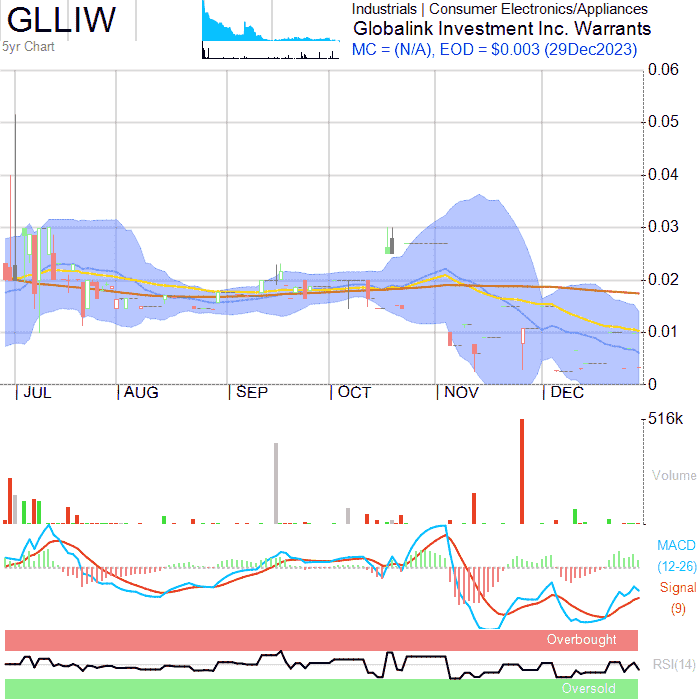 GLLIW
5yr Chart
Industrials | Consumer Electronics/Appliances
Globalink Investment Inc. Warrants
MC = (N/A), EOD = $0.003 (29Dec2023)
0.06
0.05
0.04
0.03
0.02
0.01
0
JUL AUG SEP OCT NOV DEC
516k
Volume
MACD
(12-26)
Signal
(9)
Overbought
RSI(14)
Oversold